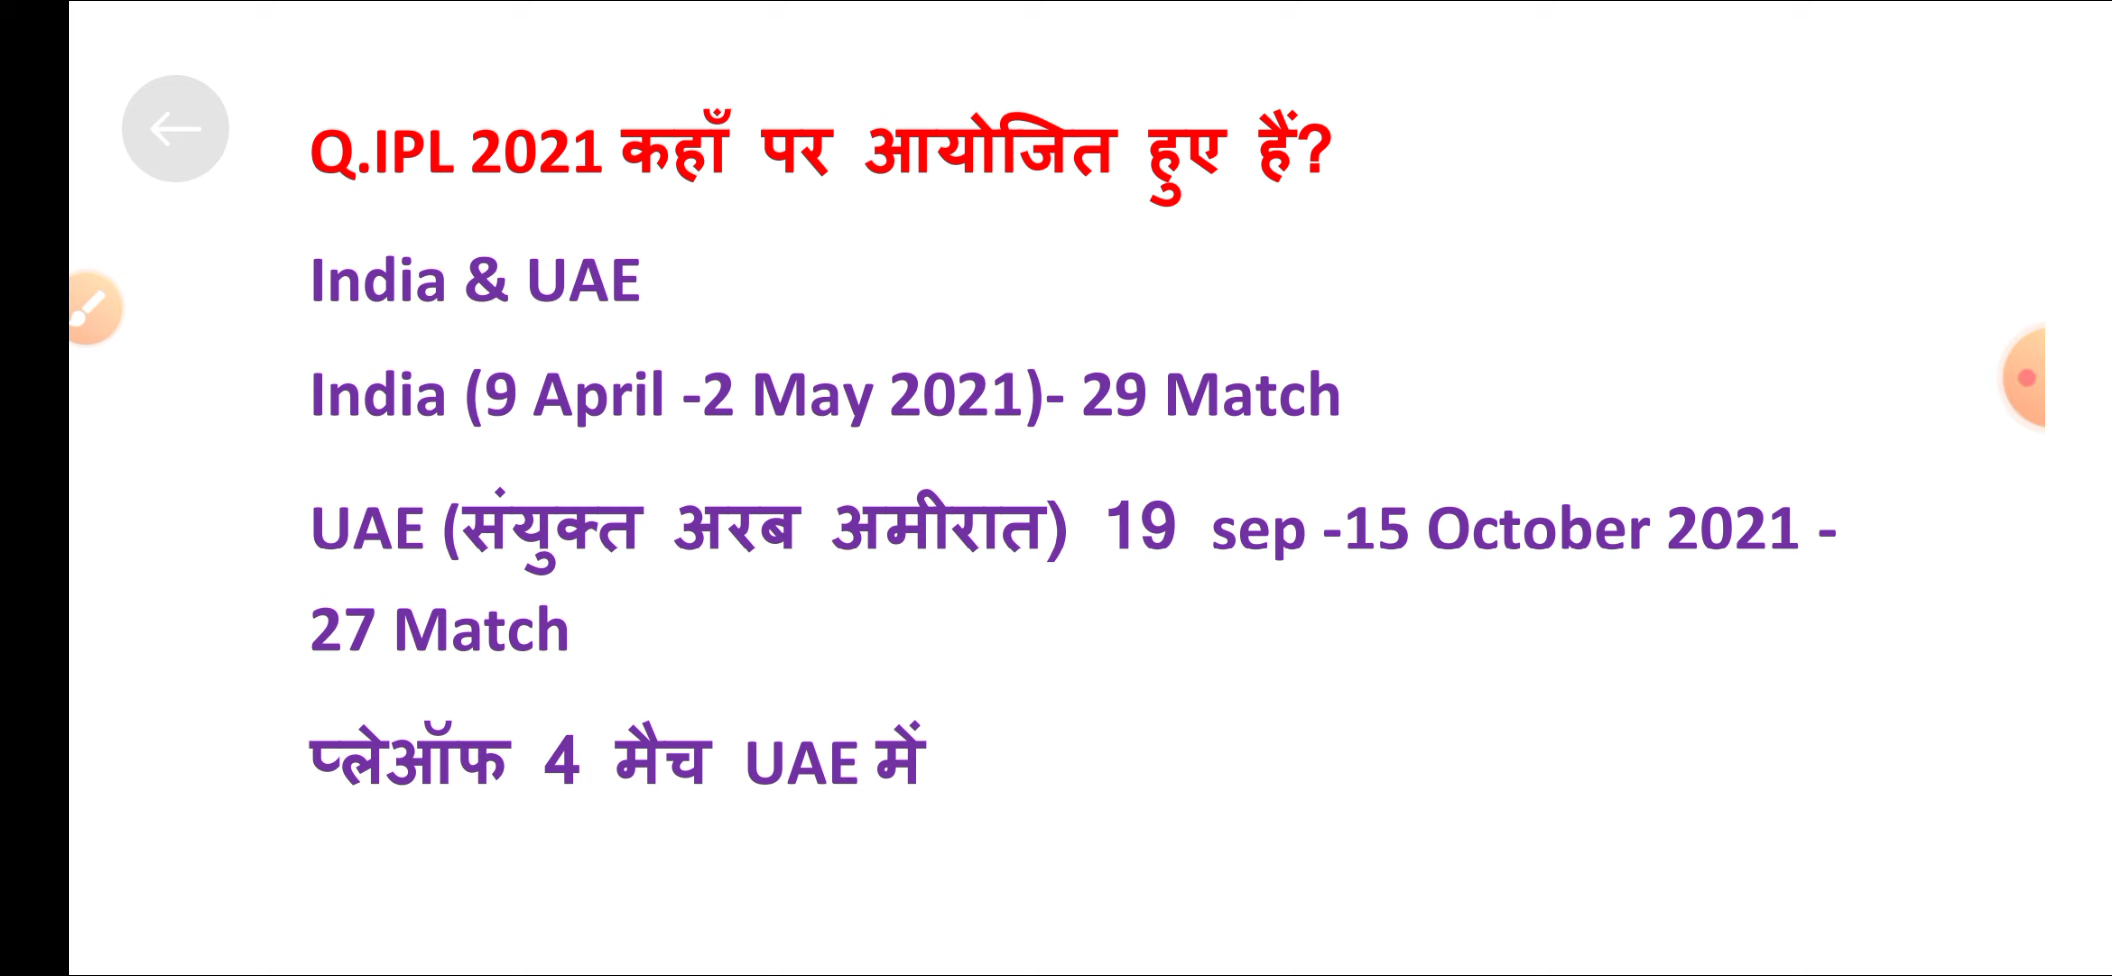 Q.IPL 2021 कहाँ पर आयोजित हुए हैं?
India & UAE
India (9 April -2 May 2021)- 29 Match
UAE (संयुक्त अरब अमीरात) 19 sep -15 October 2021 -
27 Match
प्लेऑफ 4 मैच UAE में